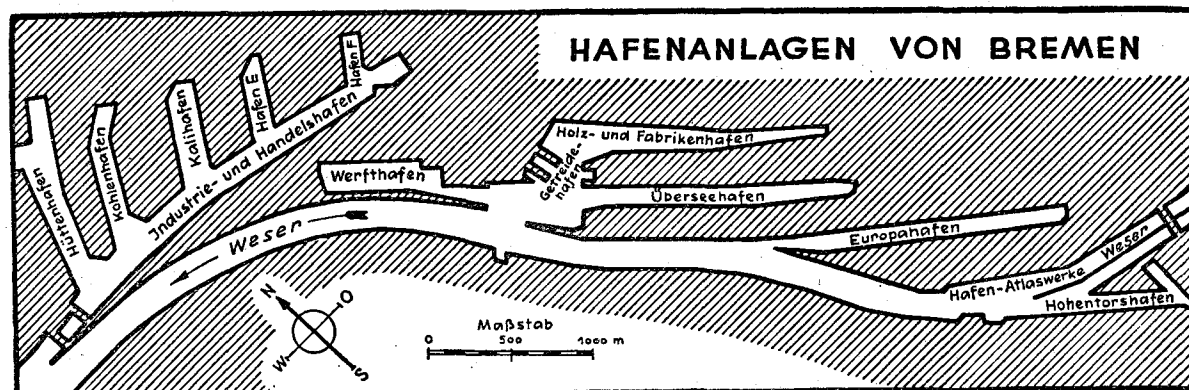 HAFENANLAGEN VON BREMEN
Hüttenhafen
Kohlenhafen
Kalihafen
Hafen E
Hafen F
Jndustrie- und Handelshafen
Werfthafen
Getreide-
hafen
Holz- und Fabrikenhafen
Überseehafen
Europahafen
Weser
Weser
Hafen-Atlaswerke
Hohentorshafen
N
O
W
S
Maßstab
0 500 1000 m